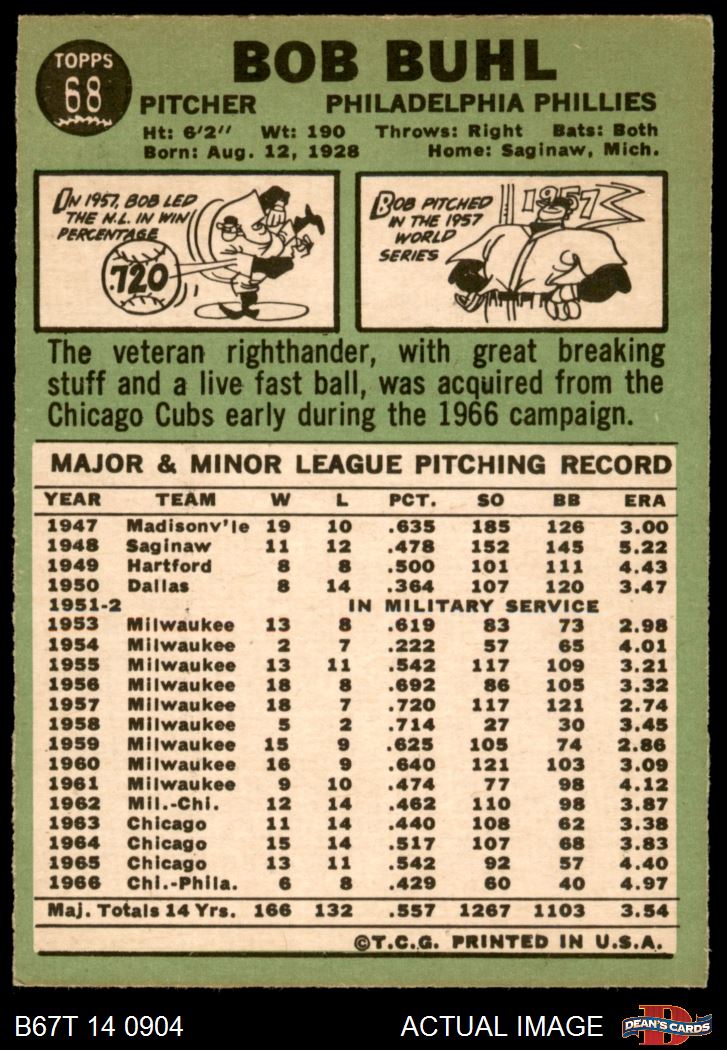 TOPPS
68
BOB BUHL
PITCHER PHILADELPHIA PHILLIES
Ht: 6'2" Wt: 190 Throws: Right Bats: Both
Born: Aug. 12, 1928 Home: Saginaw, Mich.
IN 1957, BOB LED
THE N.L. IN WIN
PERCENTAGE
.720
BOB PITCHED
IN THE 1957
WORLD
SERIES
1957
The veteran righthander, with great breaking
stuff and a live fast ball, was acquired from the
Chicago Cubs early during the 1966 campaign.
MAJOR & MINOR LEAGUE PITCHING RECORD
YEAR TEAM W L PCT. SO BB ERA
1947 Madisonv'le 19 10 .635 185 126 3.00
1948 Saginaw 11 12 .478 152 145 5.22
1949 Hartford 8 8 .500 101 111 4.43
1950 Dallas 8 14 .364 107 120 3.47
1951-2 IN MILITARY SERVICE
1953 Milwaukee 13 8 .619 83 73 2.98
1954 Milwaukee 2 7 .222 57 65 4.01
1955 Milwaukee 13 11 .542 117 109 3.21
1956 Milwaukee 18 8 .692 86 105 3.32
1957 Milwaukee 18 7 .720 117 121 2.74
1958 Milwaukee 5 2 .714 27 30 3.45
1959 Milwaukee 15 9 .625 105 74 2.86
1960 Milwaukee 16 9 .640 121 103 3.09
1961 Milwaukee 9 10 .474 77 98 4.12
1962 Mil.-Chi. 12 14 .462 110 98 3.87
1963 Chicago 11 14 .440 108 62 3.38
1964 Chicago 15 14 .517 107 68 3.83
1965 Chicago 13 11 .542 92 57 4.40
1966 Chi.-Phila. 6 8 .429 60 40 4.97
Maj. Totals 14 Yrs. 166 132 .557 1267 1103 3.54
©T.C.G. PRINTED IN U.S.A.
B67T 14 0904 ACTUAL IMAGE
D
DEAN'S CARDS